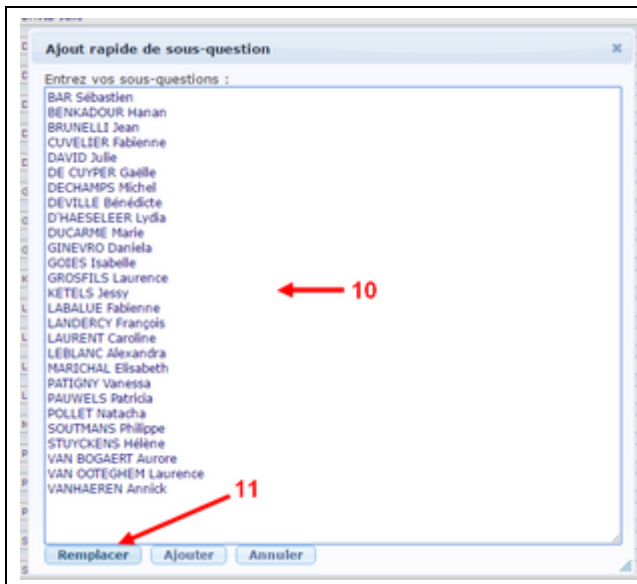 Ajout rapide de sous-question
Entrez vos sous-questions :
BAR Sébastien
BENKADOUR Hanan
BRUNELLI Jean
CUVELIER Fabienne
DAVID Julie
DE CUYPER Gaëlle
DECHAMPS Michel
DEVILLE Bénédicte
D'HAESELEER Lydia
DUCARME Marie
GINEVRO Daniela
GOIES Isabelle
GROSFILS Laurence
KETELS Jessy
10
LABALUE Fabienne
LANDERCY François
LAURENT Caroline
LEBLANC Alexandra
MARICHAL Elisabeth
PATIGNY Vanessa
PAUWELS Patricia
POLLET Natacha
SOUTMANS Philippe
STUYCKENS Hélène
VAN BOGAERT Aurore
VAN OOTEGHEM Laurence
VANHAEREN Annick
11
Remplacer Ajouter Annuler